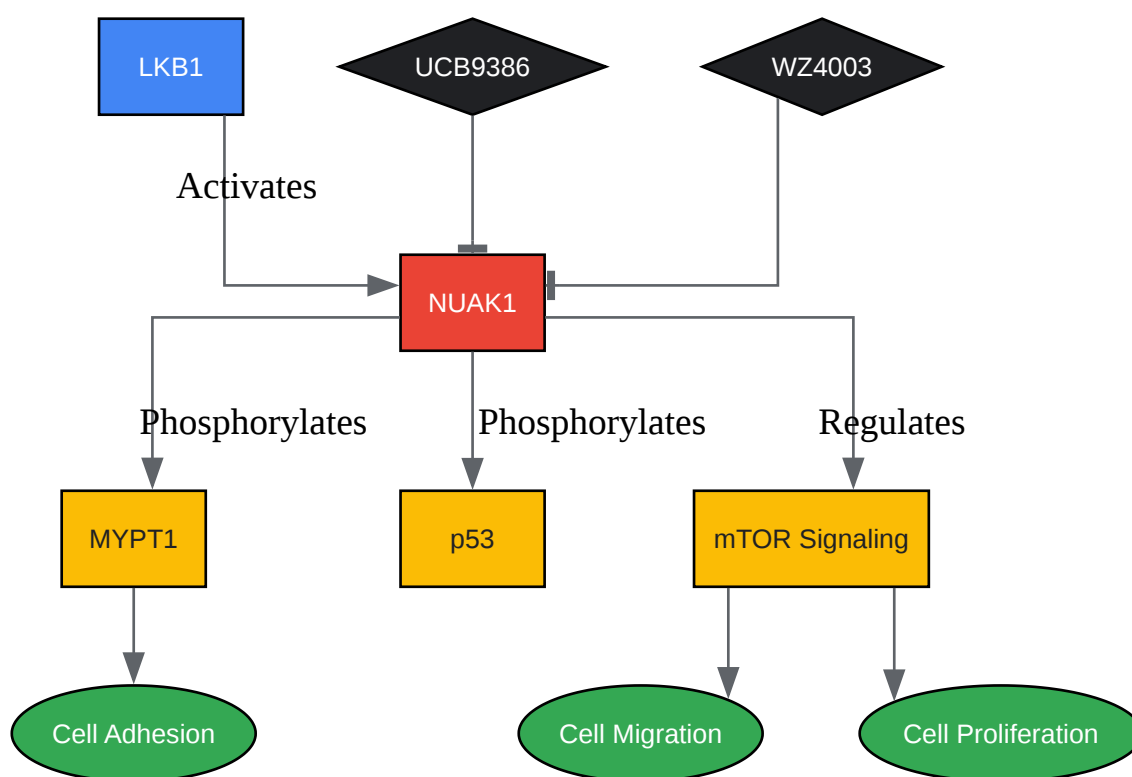 LKB1
UCB9386
WZ4003
Activates
NUAK1
Phosphorylates
Phosphorylates
Regulates
MYPT1
p53
mTOR Signaling
Cell Adhesion
Cell Migration
Cell Proliferation